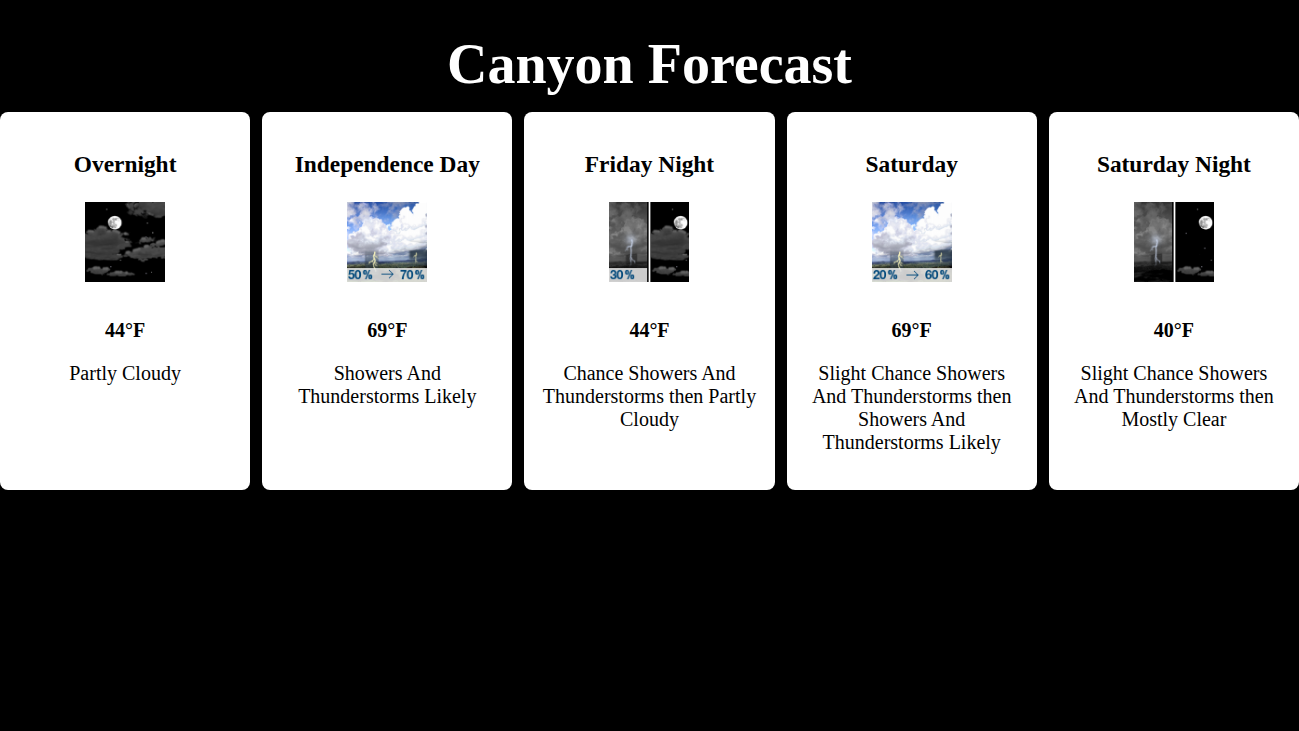 Canyon Forecast
Overnight
44°F
Partly Cloudy
Independence Day
50% → 70%
69°F
Showers And
Thunderstorms Likely
Friday Night
30%
44°F
Chance Showers And
Thunderstorms then Partly
Cloudy
Saturday
20% → 60%
69°F
Slight Chance Showers
And Thunderstorms then
Showers And
Thunderstorms Likely
Saturday Night
40°F
Slight Chance Showers
And Thunderstorms then
Mostly Clear